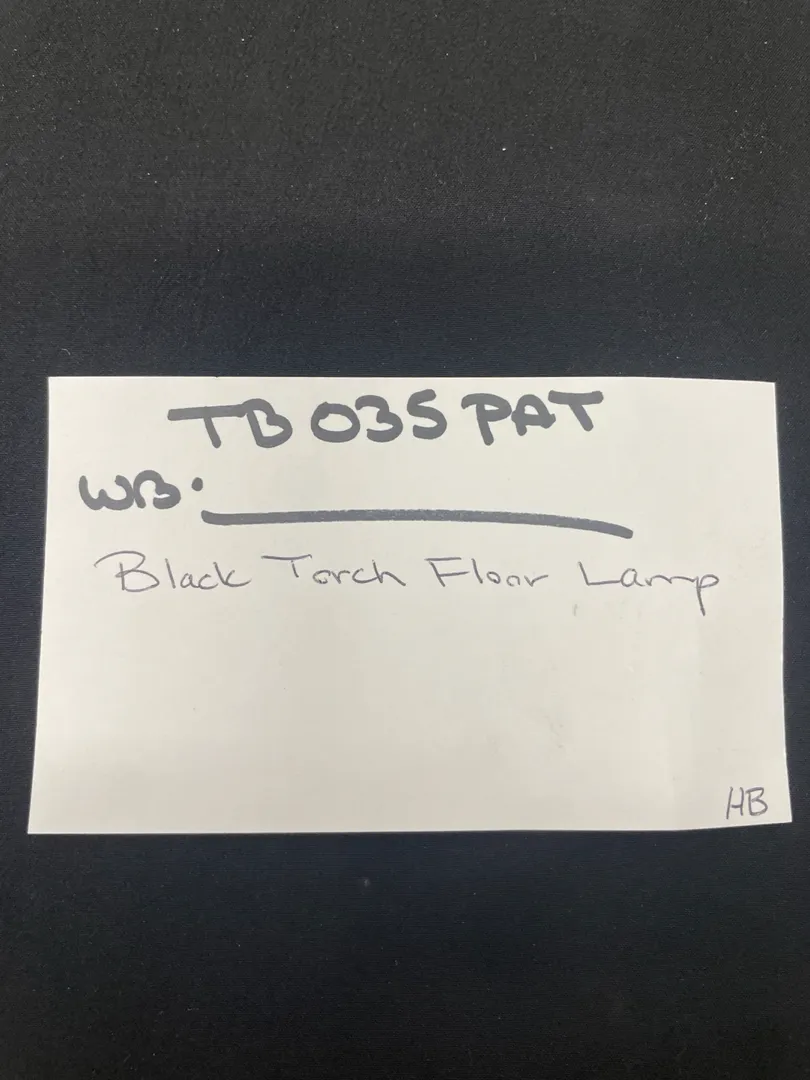 TB 035 PAT
WB:
Black Torch Floor Lamp
HB